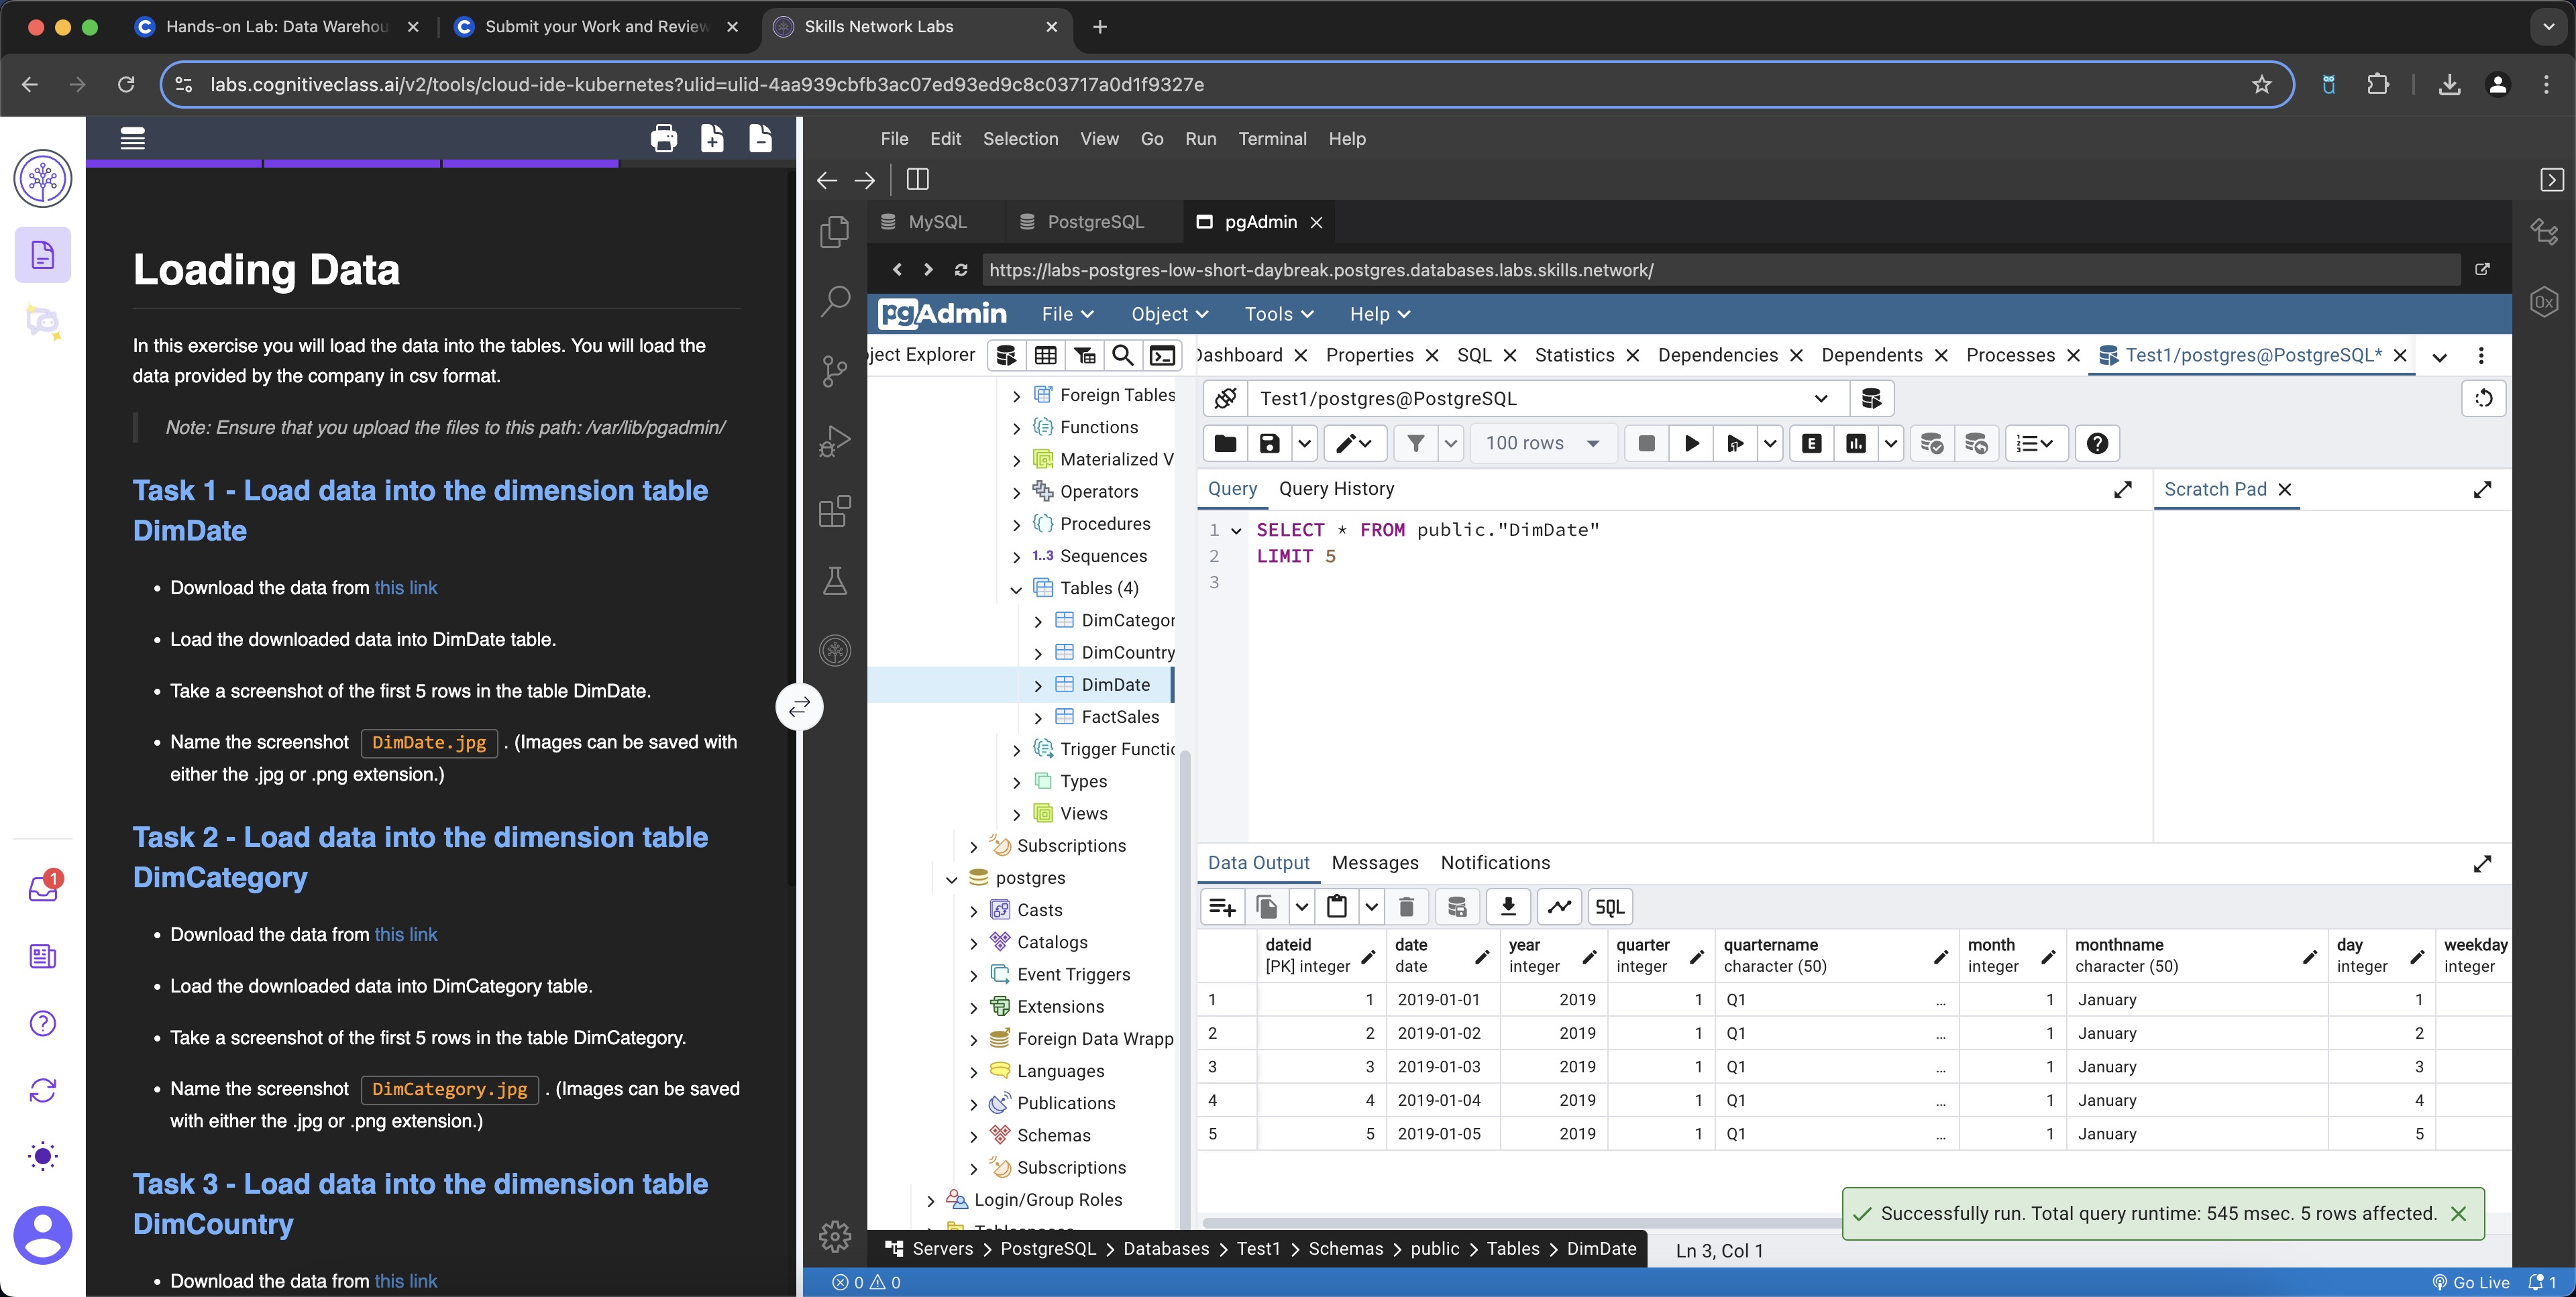 Hands-on Lab: Data Warehou
Submit your Work and Review
Skills Network Labs
labs.cognitiveclass.ai/v2/tools/cloud-ide-kubernetes?ulid=ulid-4aa939cbfb3ac07ed93ed9c8c03717a0d1f9327e
File Edit Selection View Go Run Terminal Help
MySQL PostgreSQL pgAdmin
https://labs-postgres-low-short-daybreak.postgres.databases.labs.skills.network/
pgAdmin File Object Tools Help
Loading Data
In this exercise you will load the data into the tables. You will load the
data provided by the company in csv format.
Note: Ensure that you upload the files to this path: /var/lib/pgadmin/
Task 1 - Load data into the dimension table
DimDate
• Download the data from this link
• Load the downloaded data into DimDate table.
• Take a screenshot of the first 5 rows in the table DimDate.
• Name the screenshot DimDate.jpg . (Images can be saved with
either the .jpg or .png extension.)
Task 2 - Load data into the dimension table
DimCategory
• Download the data from this link
• Load the downloaded data into DimCategory table.
• Take a screenshot of the first 5 rows in the table DimCategory.
• Name the screenshot DimCategory.jpg . (Images can be saved
with either the .jpg or .png extension.)
Task 3 - Load data into the dimension table
DimCountry
• Download the data from this link
1
ject Explorer
Foreign Tables
Functions
Materialized V
Operators
Procedures
1..3 Sequences
Tables (4)
DimCategor
DimCountry
DimDate
FactSales
Trigger Functio
Types
Views
Subscriptions
postgres
Casts
Catalogs
Event Triggers
Extensions
Foreign Data Wrapp
Languages
Publications
Schemas
Subscriptions
Login/Group Roles
Dashboard Properties SQL Statistics Dependencies Dependents Processes Test1/postgres@PostgreSQL*
Test1/postgres@PostgreSQL
100 rows E
Query Query History Scratch Pad
1 SELECT * FROM public."DimDate"
2 LIMIT 5
3
Data Output Messages Notifications
SQL
dateid date year quarter quartername month monthname day weekday
[PK] integer date integer integer character (50) integer character (50) integer integer
1 1 2019-01-01 2019 1 Q1 ... 1 January 1
2 2 2019-01-02 2019 1 Q1 ... 1 January 2
3 3 2019-01-03 2019 1 Q1 ... 1 January 3
4 4 2019-01-04 2019 1 Q1 ... 1 January 4
5 5 2019-01-05 2019 1 Q1 ... 1 January 5
Successfully run. Total query runtime: 545 msec. 5 rows affected.
Servers > PostgreSQL > Databases > Test1 > Schemas > public > Tables > DimDate
Ln 3, Col 1
0 0
Go Live 1
0x